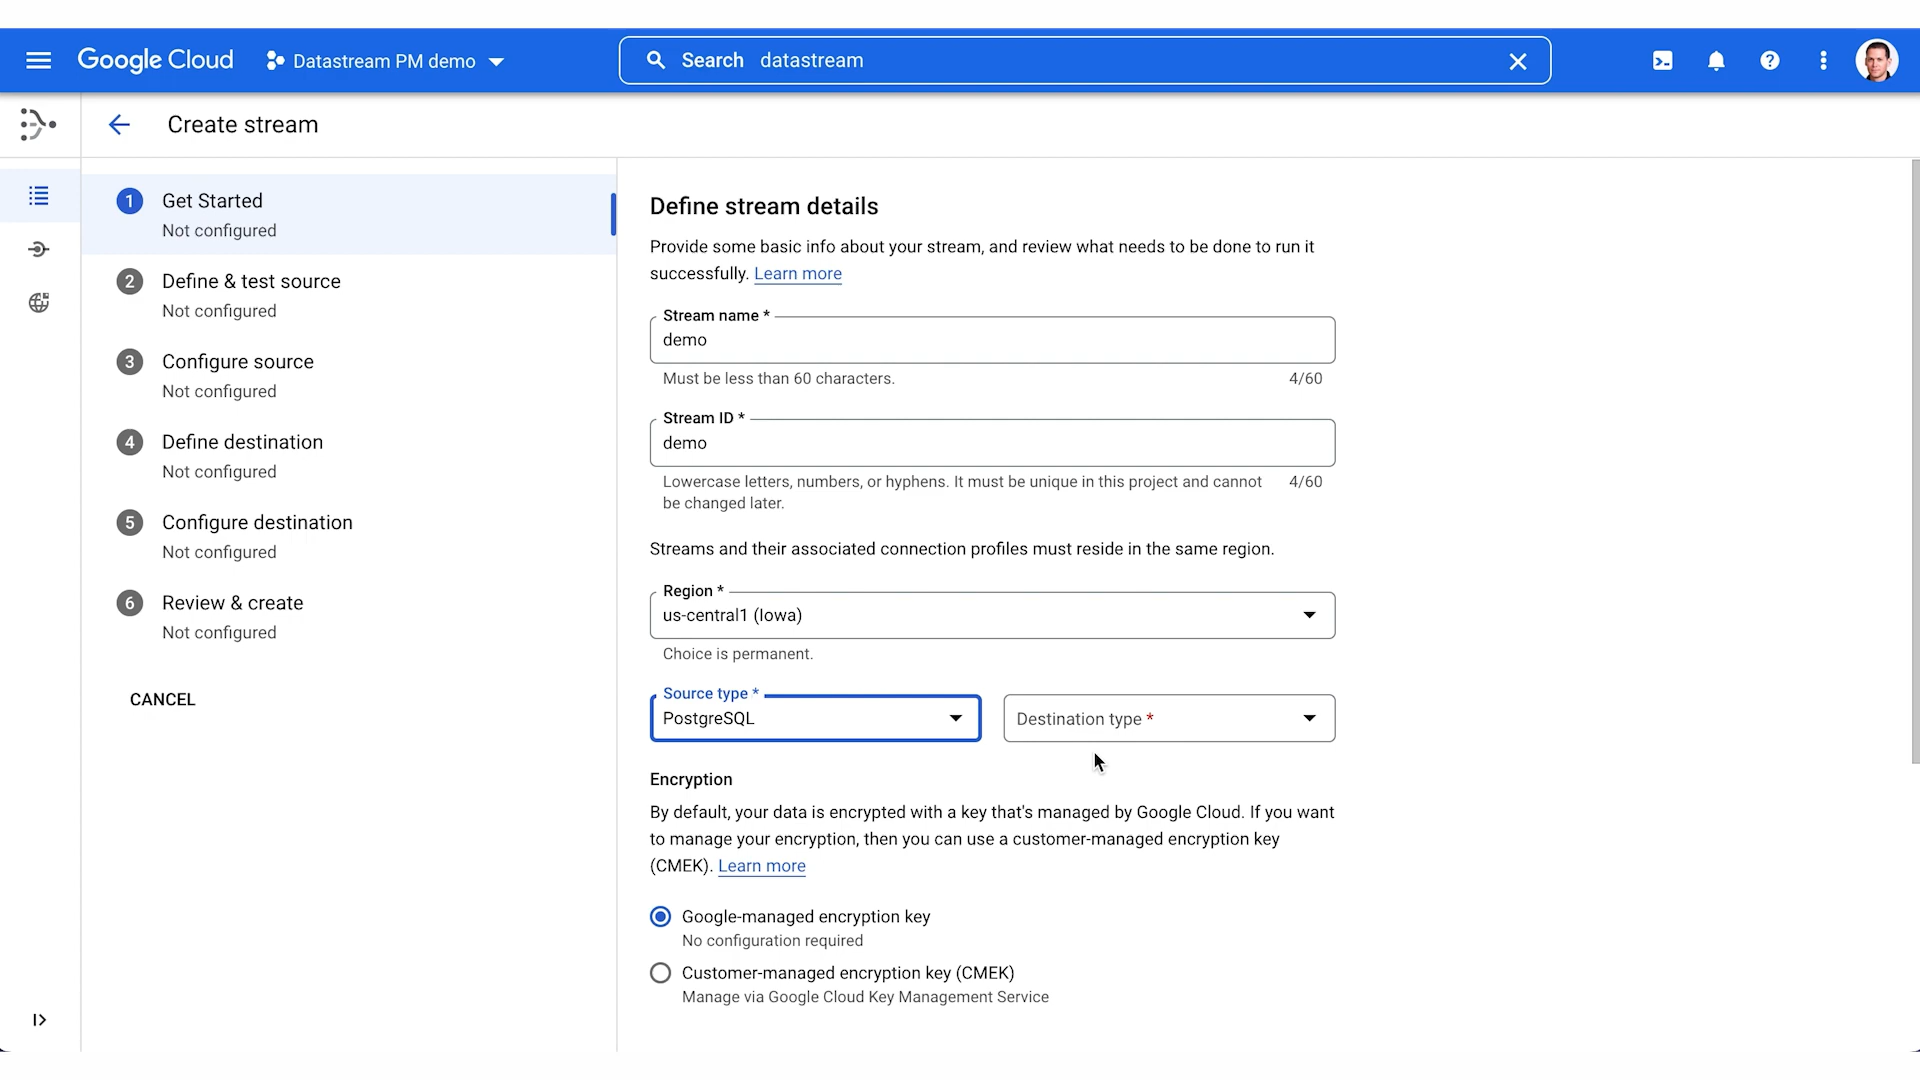 Google Cloud
Datastream PM demo
Search datastream
Create stream
1 Get Started
Not configured
2 Define & test source
Not configured
3 Configure source
Not configured
4 Define destination
Not configured
5 Configure destination
Not configured
6 Review & create
Not configured
CANCEL
Define stream details
Provide some basic info about your stream, and review what needs to be done to run it
successfully. Learn more
Stream name *
demo
Must be less than 60 characters. 4/60
Stream ID *
demo
Lowercase letters, numbers, or hyphens. It must be unique in this project and cannot 4/60
be changed later.
Streams and their associated connection profiles must reside in the same region.
Region *
us-central1 (Iowa)
Choice is permanent.
Source type *
PostgreSQL
Destination type *
Encryption
By default, your data is encrypted with a key that's managed by Google Cloud. If you want
to manage your encryption, then you can use a customer-managed encryption key
(CMEK). Learn more
Google-managed encryption key
No configuration required
Customer-managed encryption key (CMEK)
Manage via Google Cloud Key Management Service